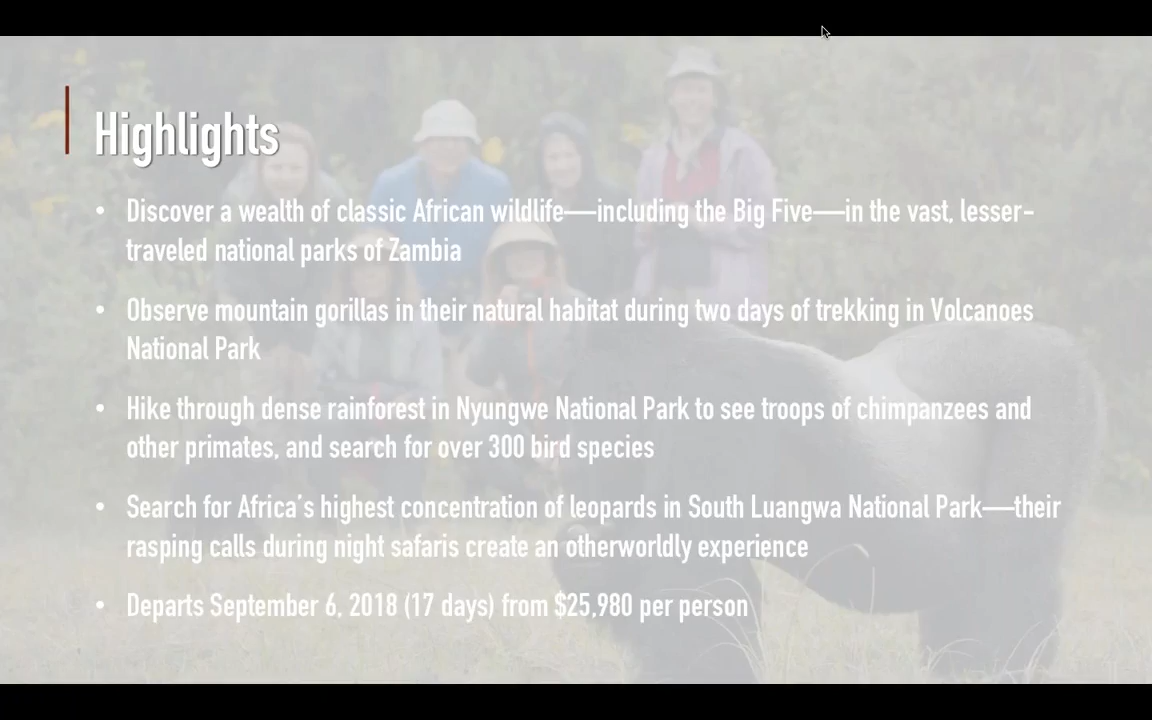 Highlights
• Discover a wealth of classic African wildlife—including the Big Five—in the vast, lesser-
traveled national parks of Zambia
• Observe mountain gorillas in their natural habitat during two days of trekking in Volcanoes
National Park
• Hike through dense rainforest in Nyungwe National Park to see troops of chimpanzees and
other primates, and search for over 300 bird species
• Search for Africa’s highest concentration of leopards in South Luangwa National Park—their
rasping calls during night safaris create an otherworldly experience
• Departs September 6, 2018 (17 days) from $25,980 per person